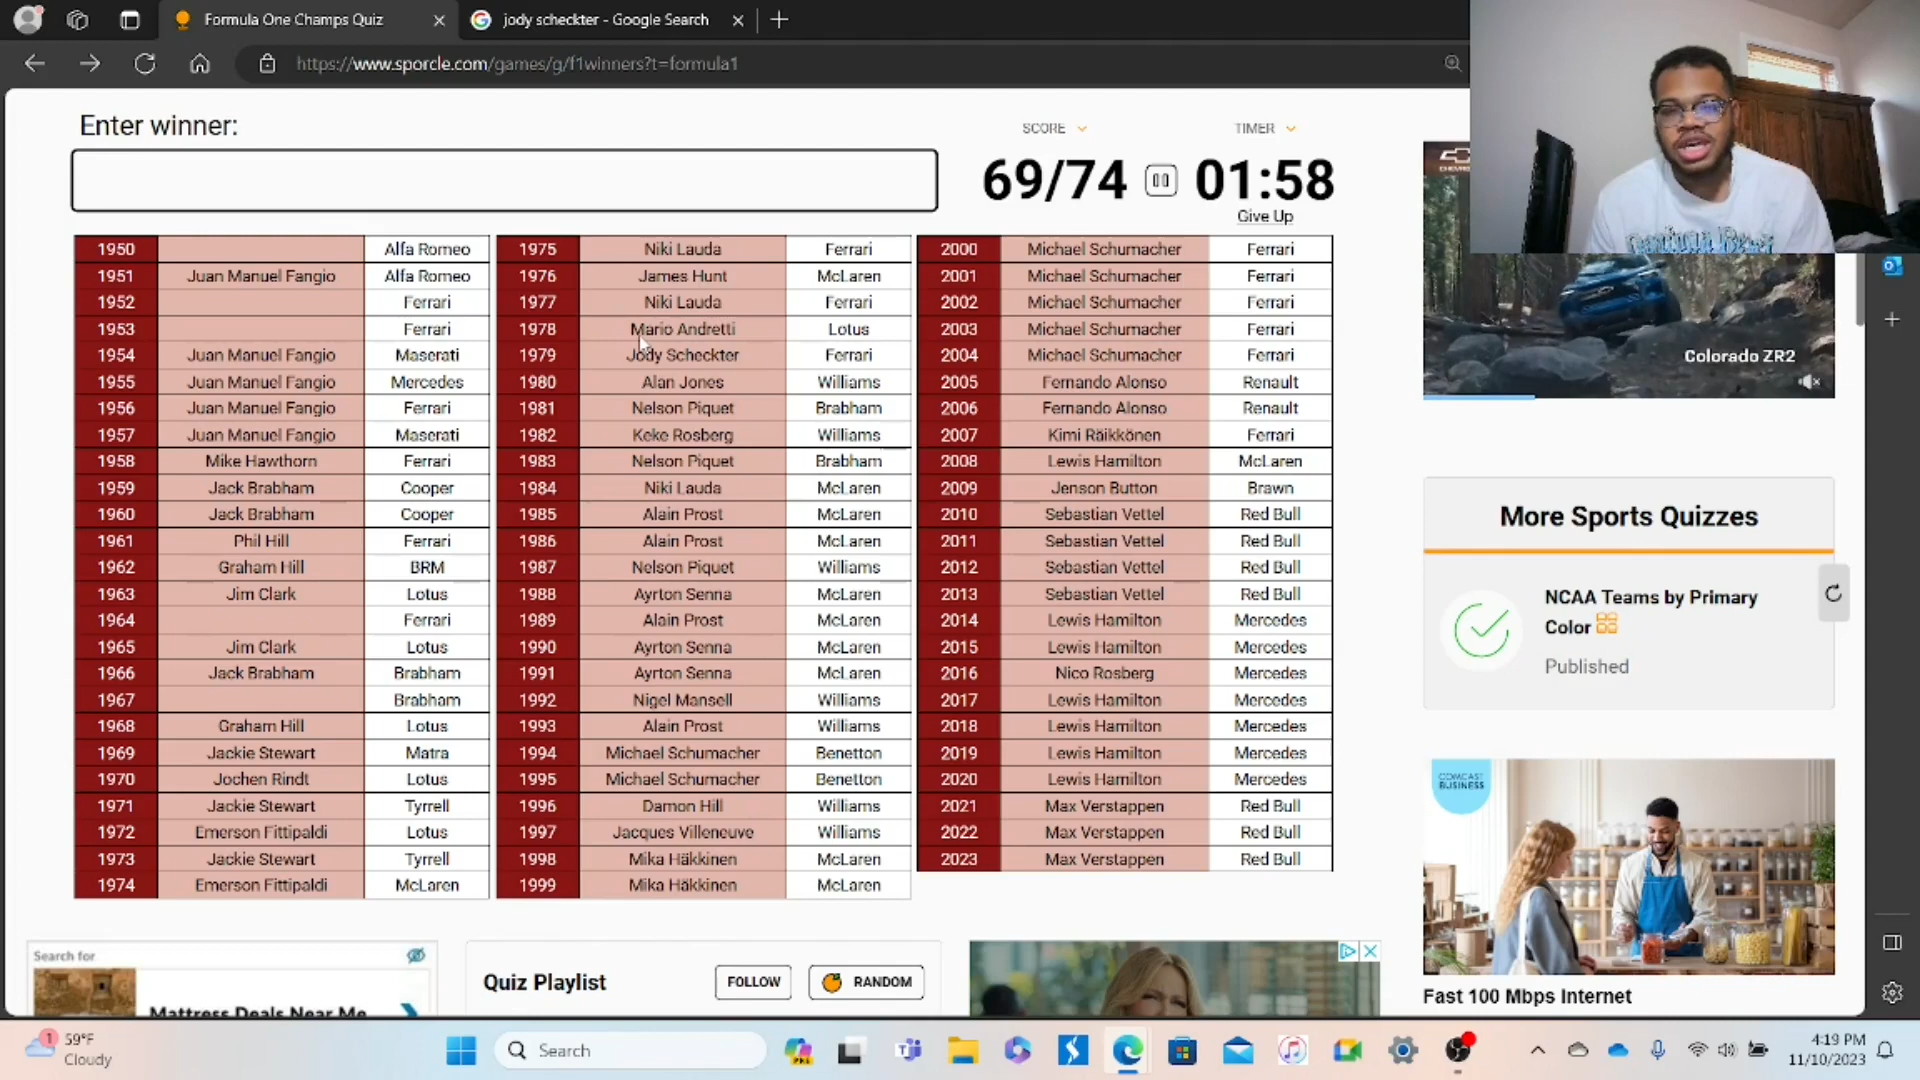 Formula One Champs Quiz
jody scheckter - Google Search
https://www.sporcle.com/games/g/f1winners?t=formula1
Enter winner:
SCORE
TIMER
69/74
01:58
Give Up
1950 Alfa Romeo
1951 Juan Manuel Fangio Alfa Romeo
1952 Ferrari
1953 Ferrari
1954 Juan Manuel Fangio Maserati
1955 Juan Manuel Fangio Mercedes
1956 Juan Manuel Fangio Ferrari
1957 Juan Manuel Fangio Maserati
1958 Mike Hawthorn Ferrari
1959 Jack Brabham Cooper
1960 Jack Brabham Cooper
1961 Phil Hill Ferrari
1962 Graham Hill BRM
1963 Jim Clark Lotus
1964 Ferrari
1965 Jim Clark Lotus
1966 Jack Brabham Brabham
1967 Brabham
1968 Graham Hill Lotus
1969 Jackie Stewart Matra
1970 Jochen Rindt Lotus
1971 Jackie Stewart Tyrrell
1972 Emerson Fittipaldi Lotus
1973 Jackie Stewart Tyrrell
1974 Emerson Fittipaldi McLaren
1975 Niki Lauda Ferrari
1976 James Hunt McLaren
1977 Niki Lauda Ferrari
1978 Mario Andretti Lotus
1979 Jody Scheckter Ferrari
1980 Alan Jones Williams
1981 Nelson Piquet Brabham
1982 Keke Rosberg Williams
1983 Nelson Piquet Brabham
1984 Niki Lauda McLaren
1985 Alain Prost McLaren
1986 Alain Prost McLaren
1987 Nelson Piquet Williams
1988 Ayrton Senna McLaren
1989 Alain Prost McLaren
1990 Ayrton Senna McLaren
1991 Ayrton Senna McLaren
1992 Nigel Mansell Williams
1993 Alain Prost Williams
1994 Michael Schumacher Benetton
1995 Michael Schumacher Benetton
1996 Damon Hill Williams
1997 Jacques Villeneuve Williams
1998 Mika Häkkinen McLaren
1999 Mika Häkkinen McLaren
2000 Michael Schumacher Ferrari
2001 Michael Schumacher Ferrari
2002 Michael Schumacher Ferrari
2003 Michael Schumacher Ferrari
2004 Michael Schumacher Ferrari
2005 Fernando Alonso Renault
2006 Fernando Alonso Renault
2007 Kimi Räikkönen Ferrari
2008 Lewis Hamilton McLaren
2009 Jenson Button Brawn
2010 Sebastian Vettel Red Bull
2011 Sebastian Vettel Red Bull
2012 Sebastian Vettel Red Bull
2013 Sebastian Vettel Red Bull
2014 Lewis Hamilton Mercedes
2015 Lewis Hamilton Mercedes
2016 Nico Rosberg Mercedes
2017 Lewis Hamilton Mercedes
2018 Lewis Hamilton Mercedes
2019 Lewis Hamilton Mercedes
2020 Lewis Hamilton Mercedes
2021 Max Verstappen Red Bull
2022 Max Verstappen Red Bull
2023 Max Verstappen Red Bull
Colorado ZR2
More Sports Quizzes
NCAA Teams by Primary
Color
Published
COMCAST
BUSINESS
Fast 100 Mbps Internet
Search for
Mattress Deals Near Me
Quiz Playlist
FOLLOW
RANDOM
1
59°F
Cloudy
Search
4:19 PM
11/10/2023